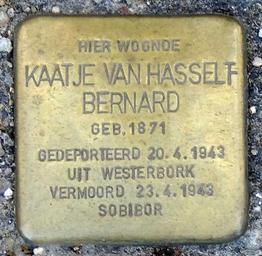 HIER WOONDE
KAATJE VAN HASSELT-
BERNARD
GEB. 1871
GEDEPORTEERD 20.4.1943
UIT WESTERBORK
VERMOORD 23.4.1943
SOBIBOR